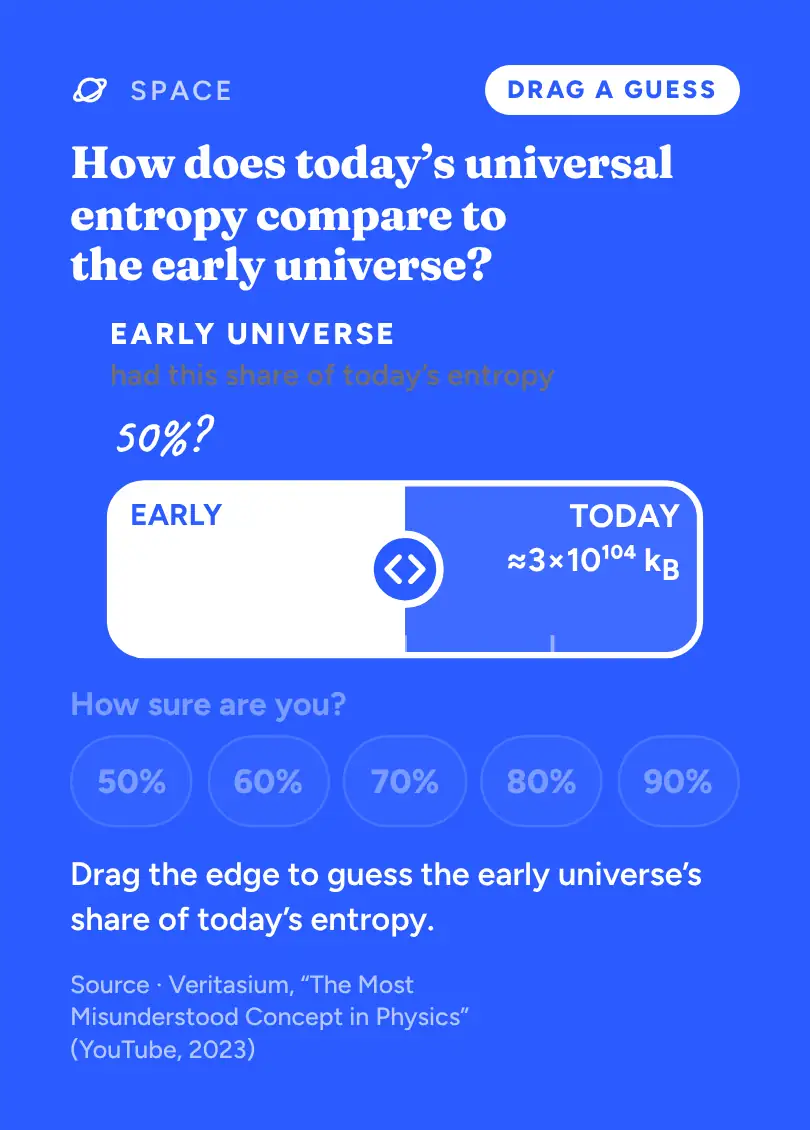 SPACE
DRAG A GUESS
How does today’s universal
entropy compare to
the early universe?
EARLY UNIVERSE
had this share of today’s entropy
50%?
EARLY
TODAY
≈3×10¹⁰⁴ kB
How sure are you?
50% 60% 70% 80% 90%
Drag the edge to guess the early universe’s
share of today’s entropy.
Source · Veritasium, “The Most
Misunderstood Concept in Physics”
(YouTube, 2023)